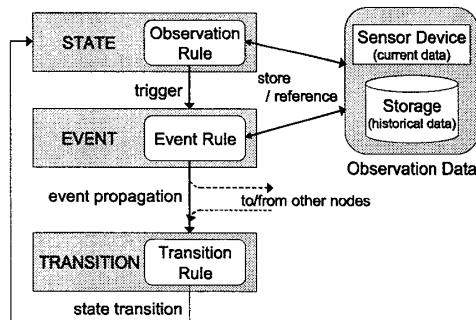 STATE
Observation
Rule
Sensor Device
(current data)
trigger
store
/ reference
Storage
(historical data)
EVENT
Event Rule
Observation Data
event propagation
to/from other nodes
TRANSITION
Transition
Rule
state transition